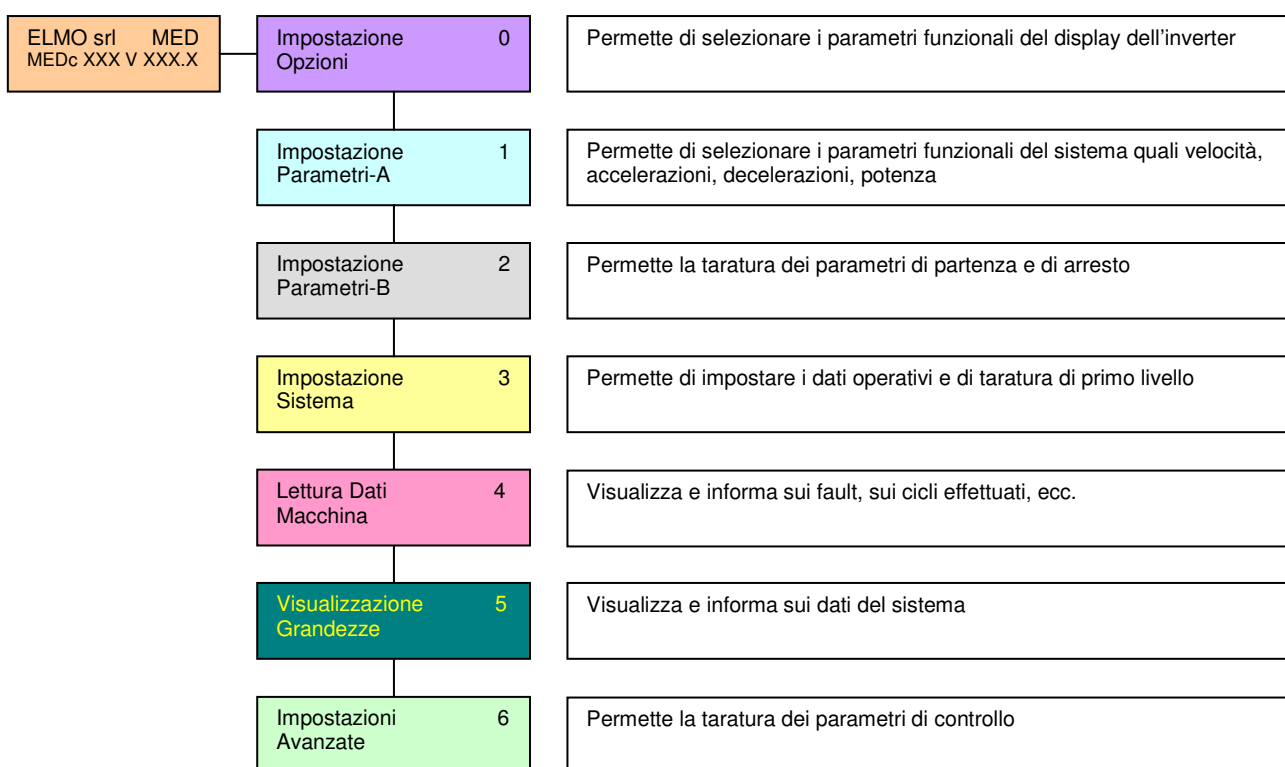 ELMO srl MED
MEDc XXX V XXX.X
Impostazione 0
Opzioni
Permette di selezionare i parametri funzionali del display dell'inverter
Impostazione 1
Parametri-A
Permette di selezionare i parametri funzionali del sistema quali velocità,
accelerazioni, decelerazioni, potenza
Impostazione 2
Parametri-B
Permette la taratura dei parametri di partenza e di arresto
Impostazione 3
Sistema
Permette di impostare i dati operativi e di taratura di primo livello
Lettura Dati 4
Macchina
Visualizza e informa sui fault, sui cicli effettuati, ecc.
Visualizzazione 5
Grandezze
Visualizza e informa sui dati del sistema
Impostazioni 6
Avanzate
Permette la taratura dei parametri di controllo